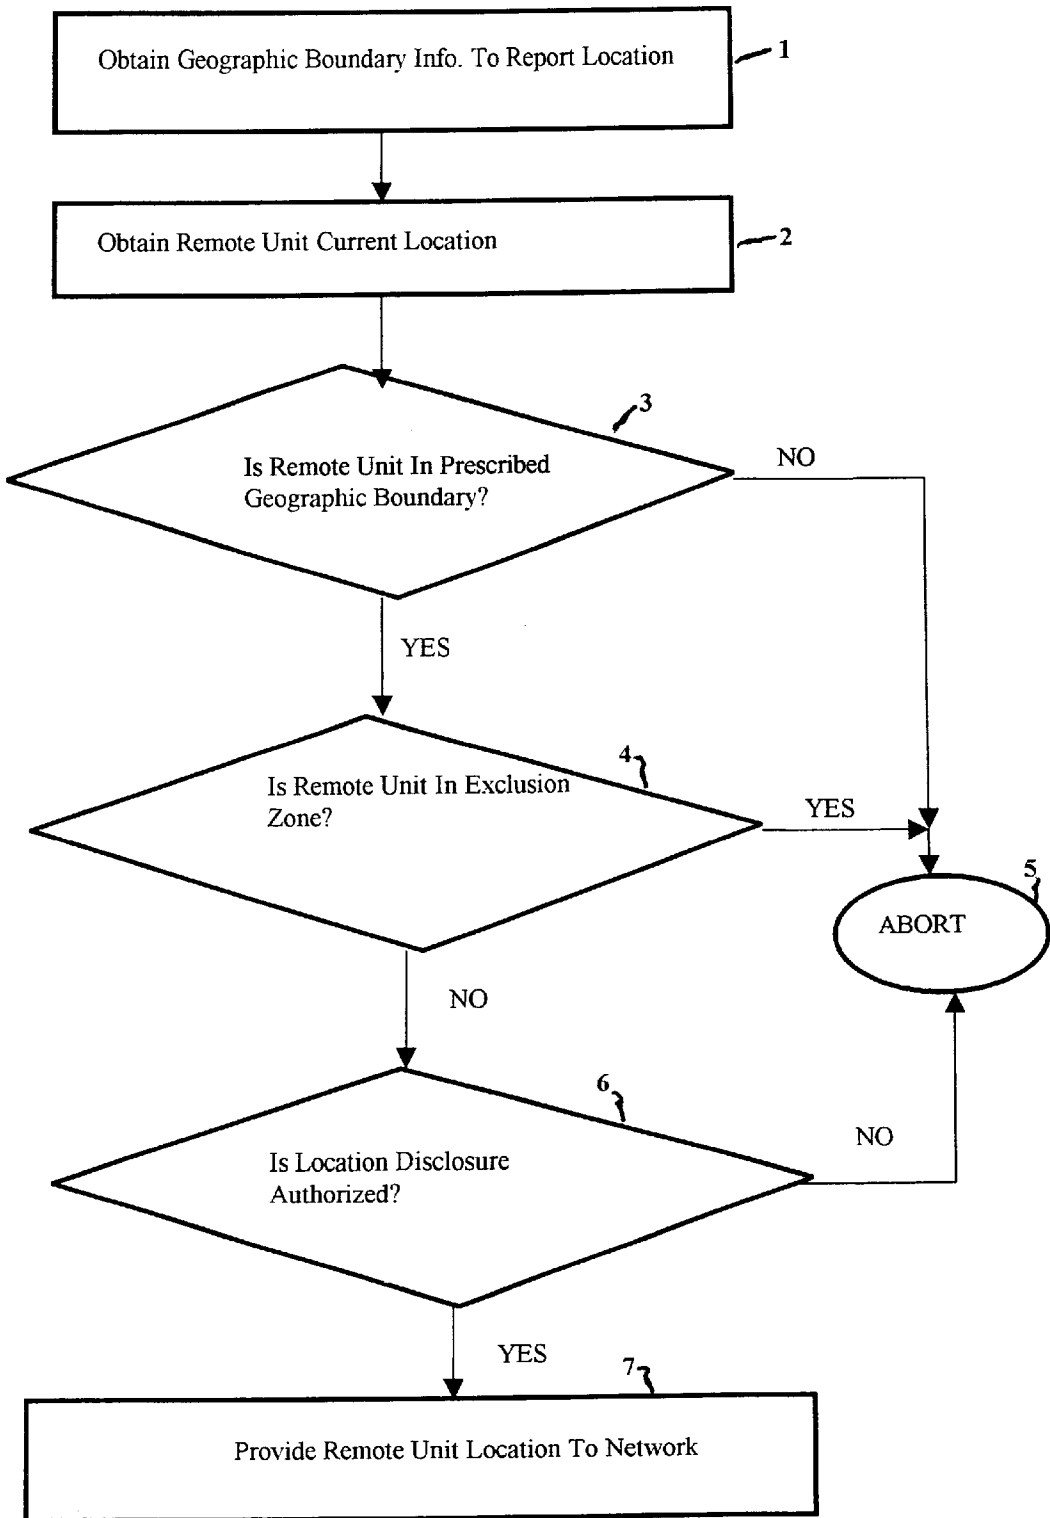 Obtain Geographic Boundary Info. To Report Location
1
Obtain Remote Unit Current Location
2
3
Is Remote Unit In Prescribed
Geographic Boundary?
NO
YES
4
Is Remote Unit In Exclusion
Zone?
YES
5
ABORT
NO
6
Is Location Disclosure
Authorized?
NO
YES
7
Provide Remote Unit Location To Network